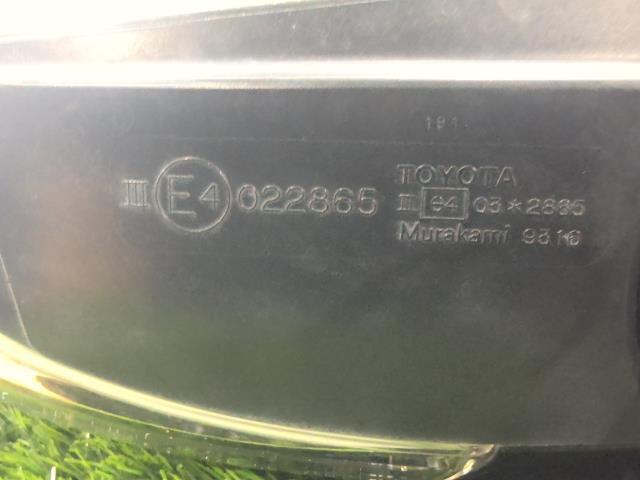 191
III E4 022865
TOYOTA
III e4 03*2865
Murakami 9316